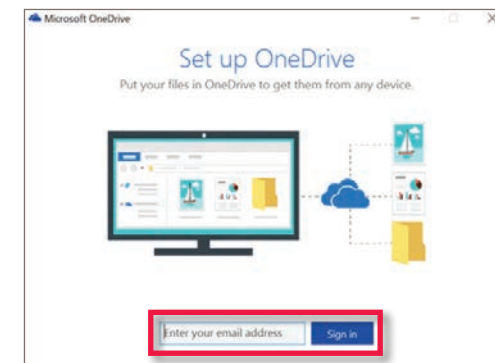 Microsoft OneDrive
Set up OneDrive
Put your files in OneDrive to get them from any device.
Enter your email address
Sign in